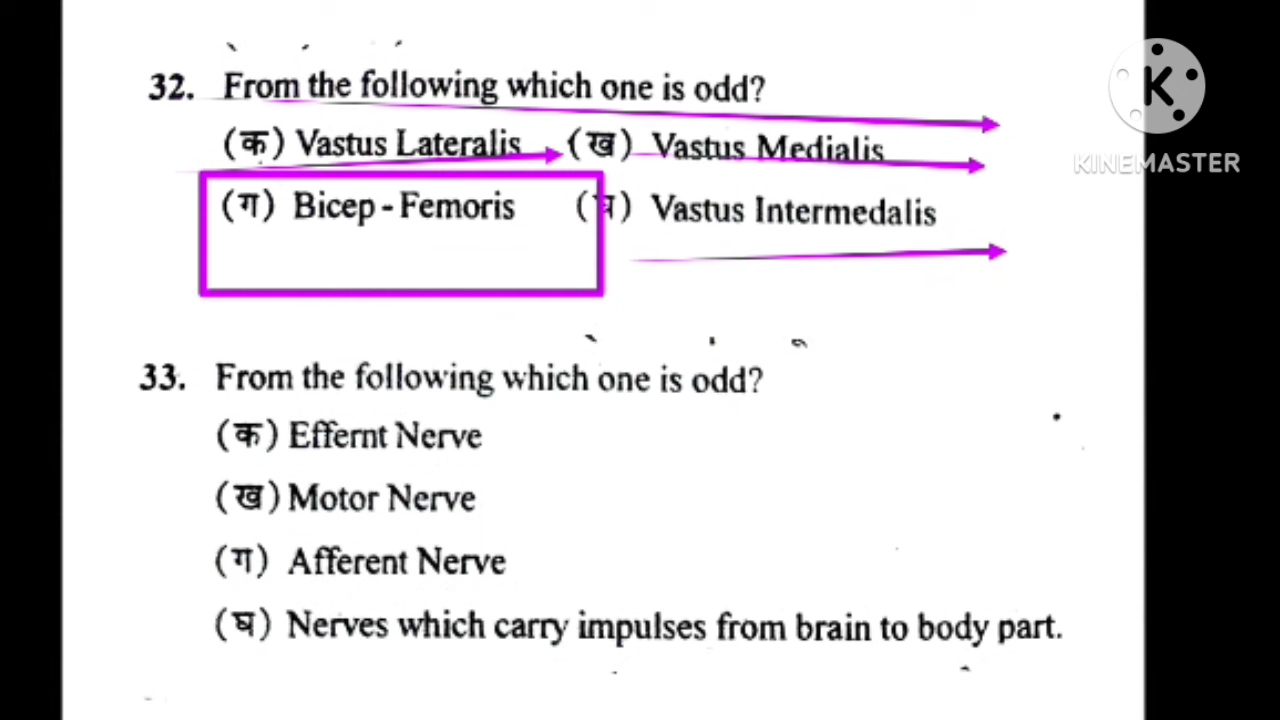 32. From the following which one is odd?
(क) Vastus Lateralis (ख) Vastus Medialis
(ग) Bicep - Femoris (घ) Vastus Intermedalis
33. From the following which one is odd?
(क) Effernt Nerve
(ख) Motor Nerve
(ग) Afferent Nerve
(घ) Nerves which carry impulses from brain to body part.
K
KINEMASTER